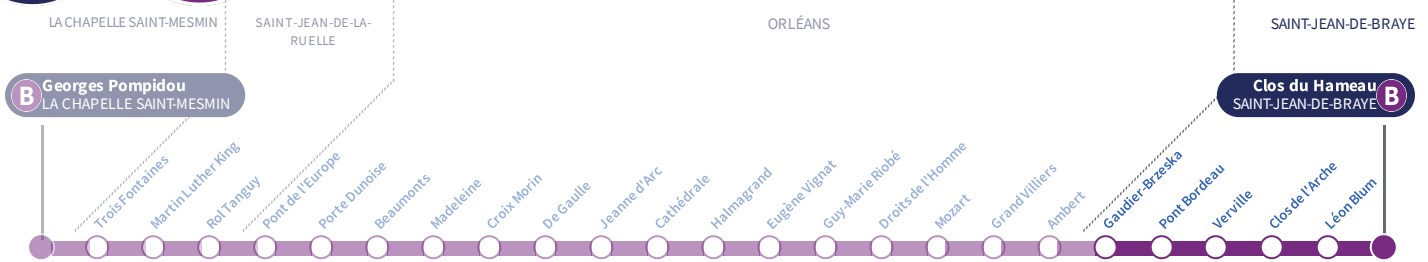 LA CHAPELLE SAINT-MESMIN
SAINT-JEAN-DE-LA-
RUELLE
ORLÉANS
SAINT-JEAN-DE-BRAYE
B
Georges Pompidou
LA CHAPELLE SAINT-MESMIN
Clos du Hameau
SAINT-JEAN-DE-BRAYE
B
Trois Fontaines
Martin Luther King
Rol Tanguy
Pont de l'Europe
Porte Dunoise
Beaumonts
Madeleine
Croix Morin
De Gaulle
Jeanne d'Arc
Cathédrale
Halmagrand
Eugène Vignat
Guy-Marie Riobé
Droits de l'Homme
Mozart
Grand Villiers
Ambert
Gaudier-Brzeska
Pont Bordeau
Verville
Clos de l'Arche
Léon Blum